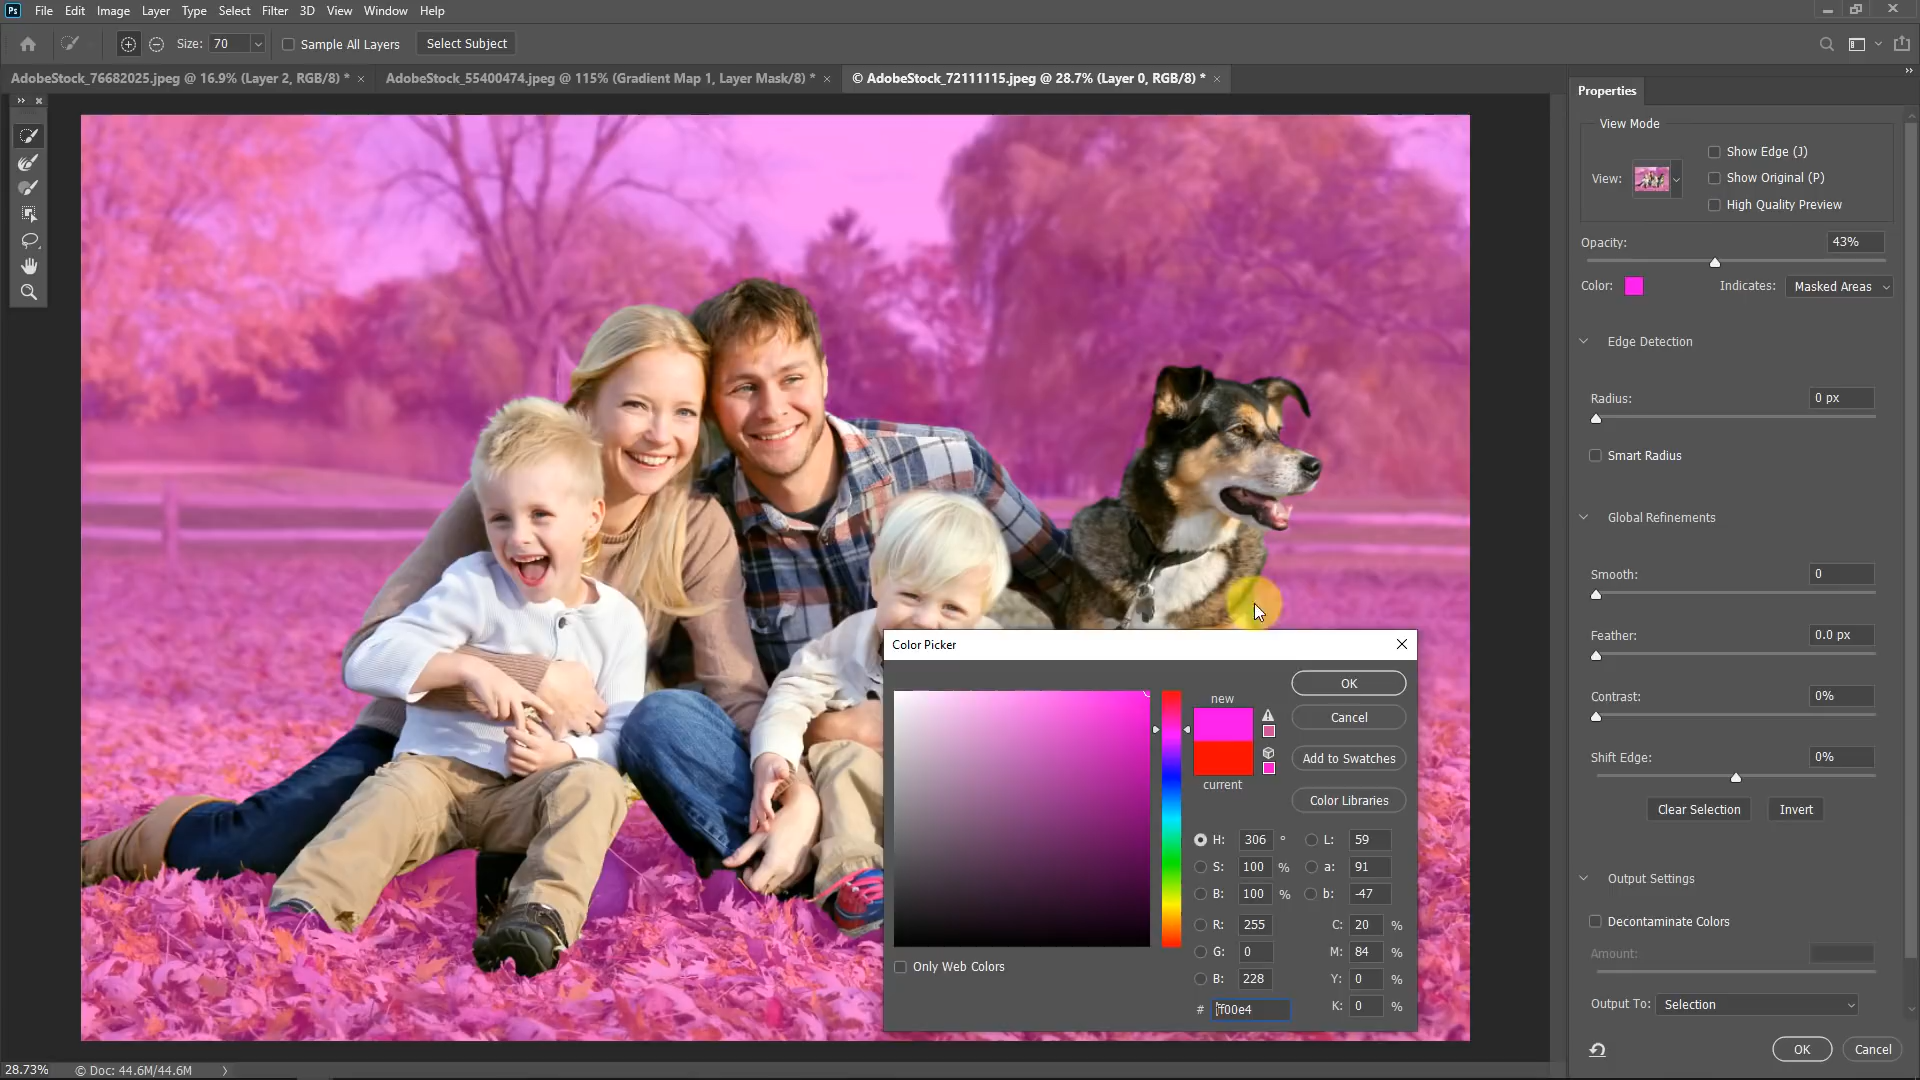 Ps File Edit Image Layer Type Select Filter 3D View Window Help
Size: 70 Sample All Layers Select Subject
AdobeStock_76682025.jpeg @ 16.9% (Layer 2, RGB/8) * × AdobeStock_55400474.jpeg @ 115% (Gradient Map 1, Layer Mask/8) * × © AdobeStock_72111115.jpeg @ 28.7% (Layer 0, RGB/8) * ×
Properties
View Mode
Show Edge (J)
View: Show Original (P)
High Quality Preview
Opacity: 43%
Color: Indicates: Masked Areas
Edge Detection
Radius: 0 px
Smart Radius
Global Refinements
Smooth: 0
Feather: 0.0 px
Contrast: 0%
Shift Edge: 0%
Clear Selection Invert
Output Settings
Decontaminate Colors
Amount:
Output To: Selection
OK Cancel
Color Picker
new
current
OK
Cancel
Add to Swatches
Color Libraries
H: 306 ° L: 59
S: 100 % a: 91
B: 100 % b: -47
R: 255 C: 20 %
G: 0 M: 84 %
B: 228 Y: 0 %
# ff00e4 K: 0 %
Only Web Colors
28.73% © Doc: 44.6M/44.6M